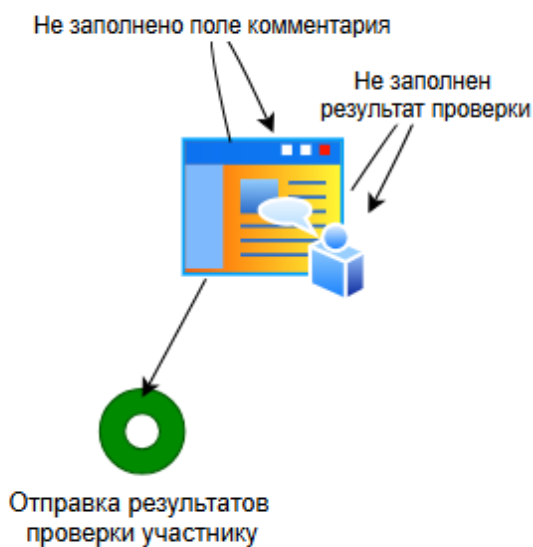 Не заполнено поле комментария
Не заполнен
результат проверки
Отправка результатов
проверки участнику